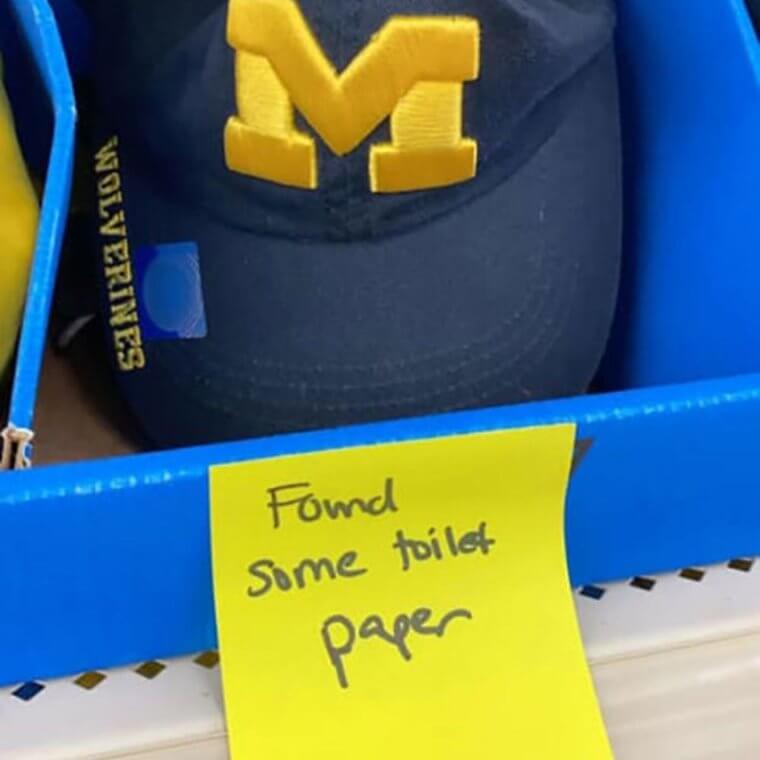 M
WOLVERINES
Found
some toilet
paper